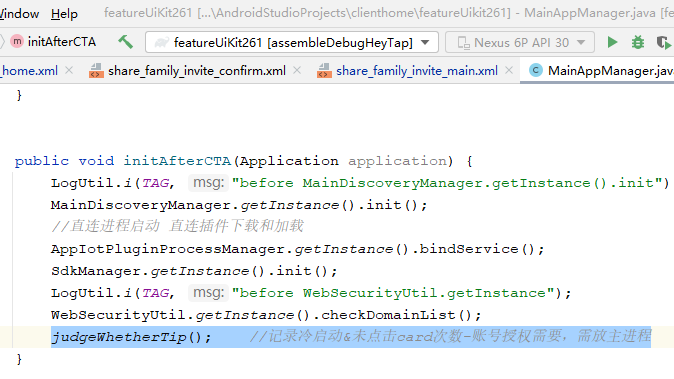 Window Help featureUiKit261 [...\AndroidStudioProjects\clienthome\featureUiKit261] - MainAppManager.java [fe
initAfterCTA featureUiKit261 [assembleDebugHeyTap] Nexus 6P API 30
_home.xml share_family_invite_confirm.xml share_family_invite_main.xml MainAppManager.java
}
public void initAfterCTA(Application application) {
LogUtil.i(TAG, msg: "before MainDiscoveryManager.getInstance().init")
MainDiscoveryManager.getInstance().init();
//直连进程启动 直连插件下载和加载
AppIotPluginProcessManager.getInstance().bindService();
SdkManager.getInstance().init();
LogUtil.i(TAG, msg: "before WebSecurityUtil.getInstance");
WebSecurityUtil.getInstance().checkDomainList();
judgeWhetherTip(); //记录冷启动&未点击card次数-账号授权需要，需放主进程
}